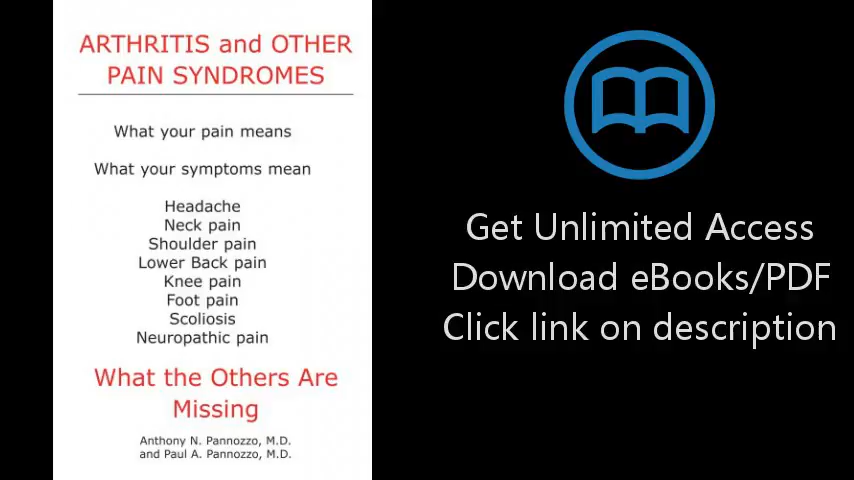 ARTHRITIS and OTHER
PAIN SYNDROMES
What your pain means
What your symptoms mean
Headache
Neck pain
Shoulder pain
Lower Back pain
Knee pain
Foot pain
Scoliosis
Neuropathic pain
What the Others Are
Missing
Anthony N. Pannozzo, M.D.
and Paul A. Pannozzo, M.D.
Get Unlimited Access
Download eBooks/PDF
Click link on description